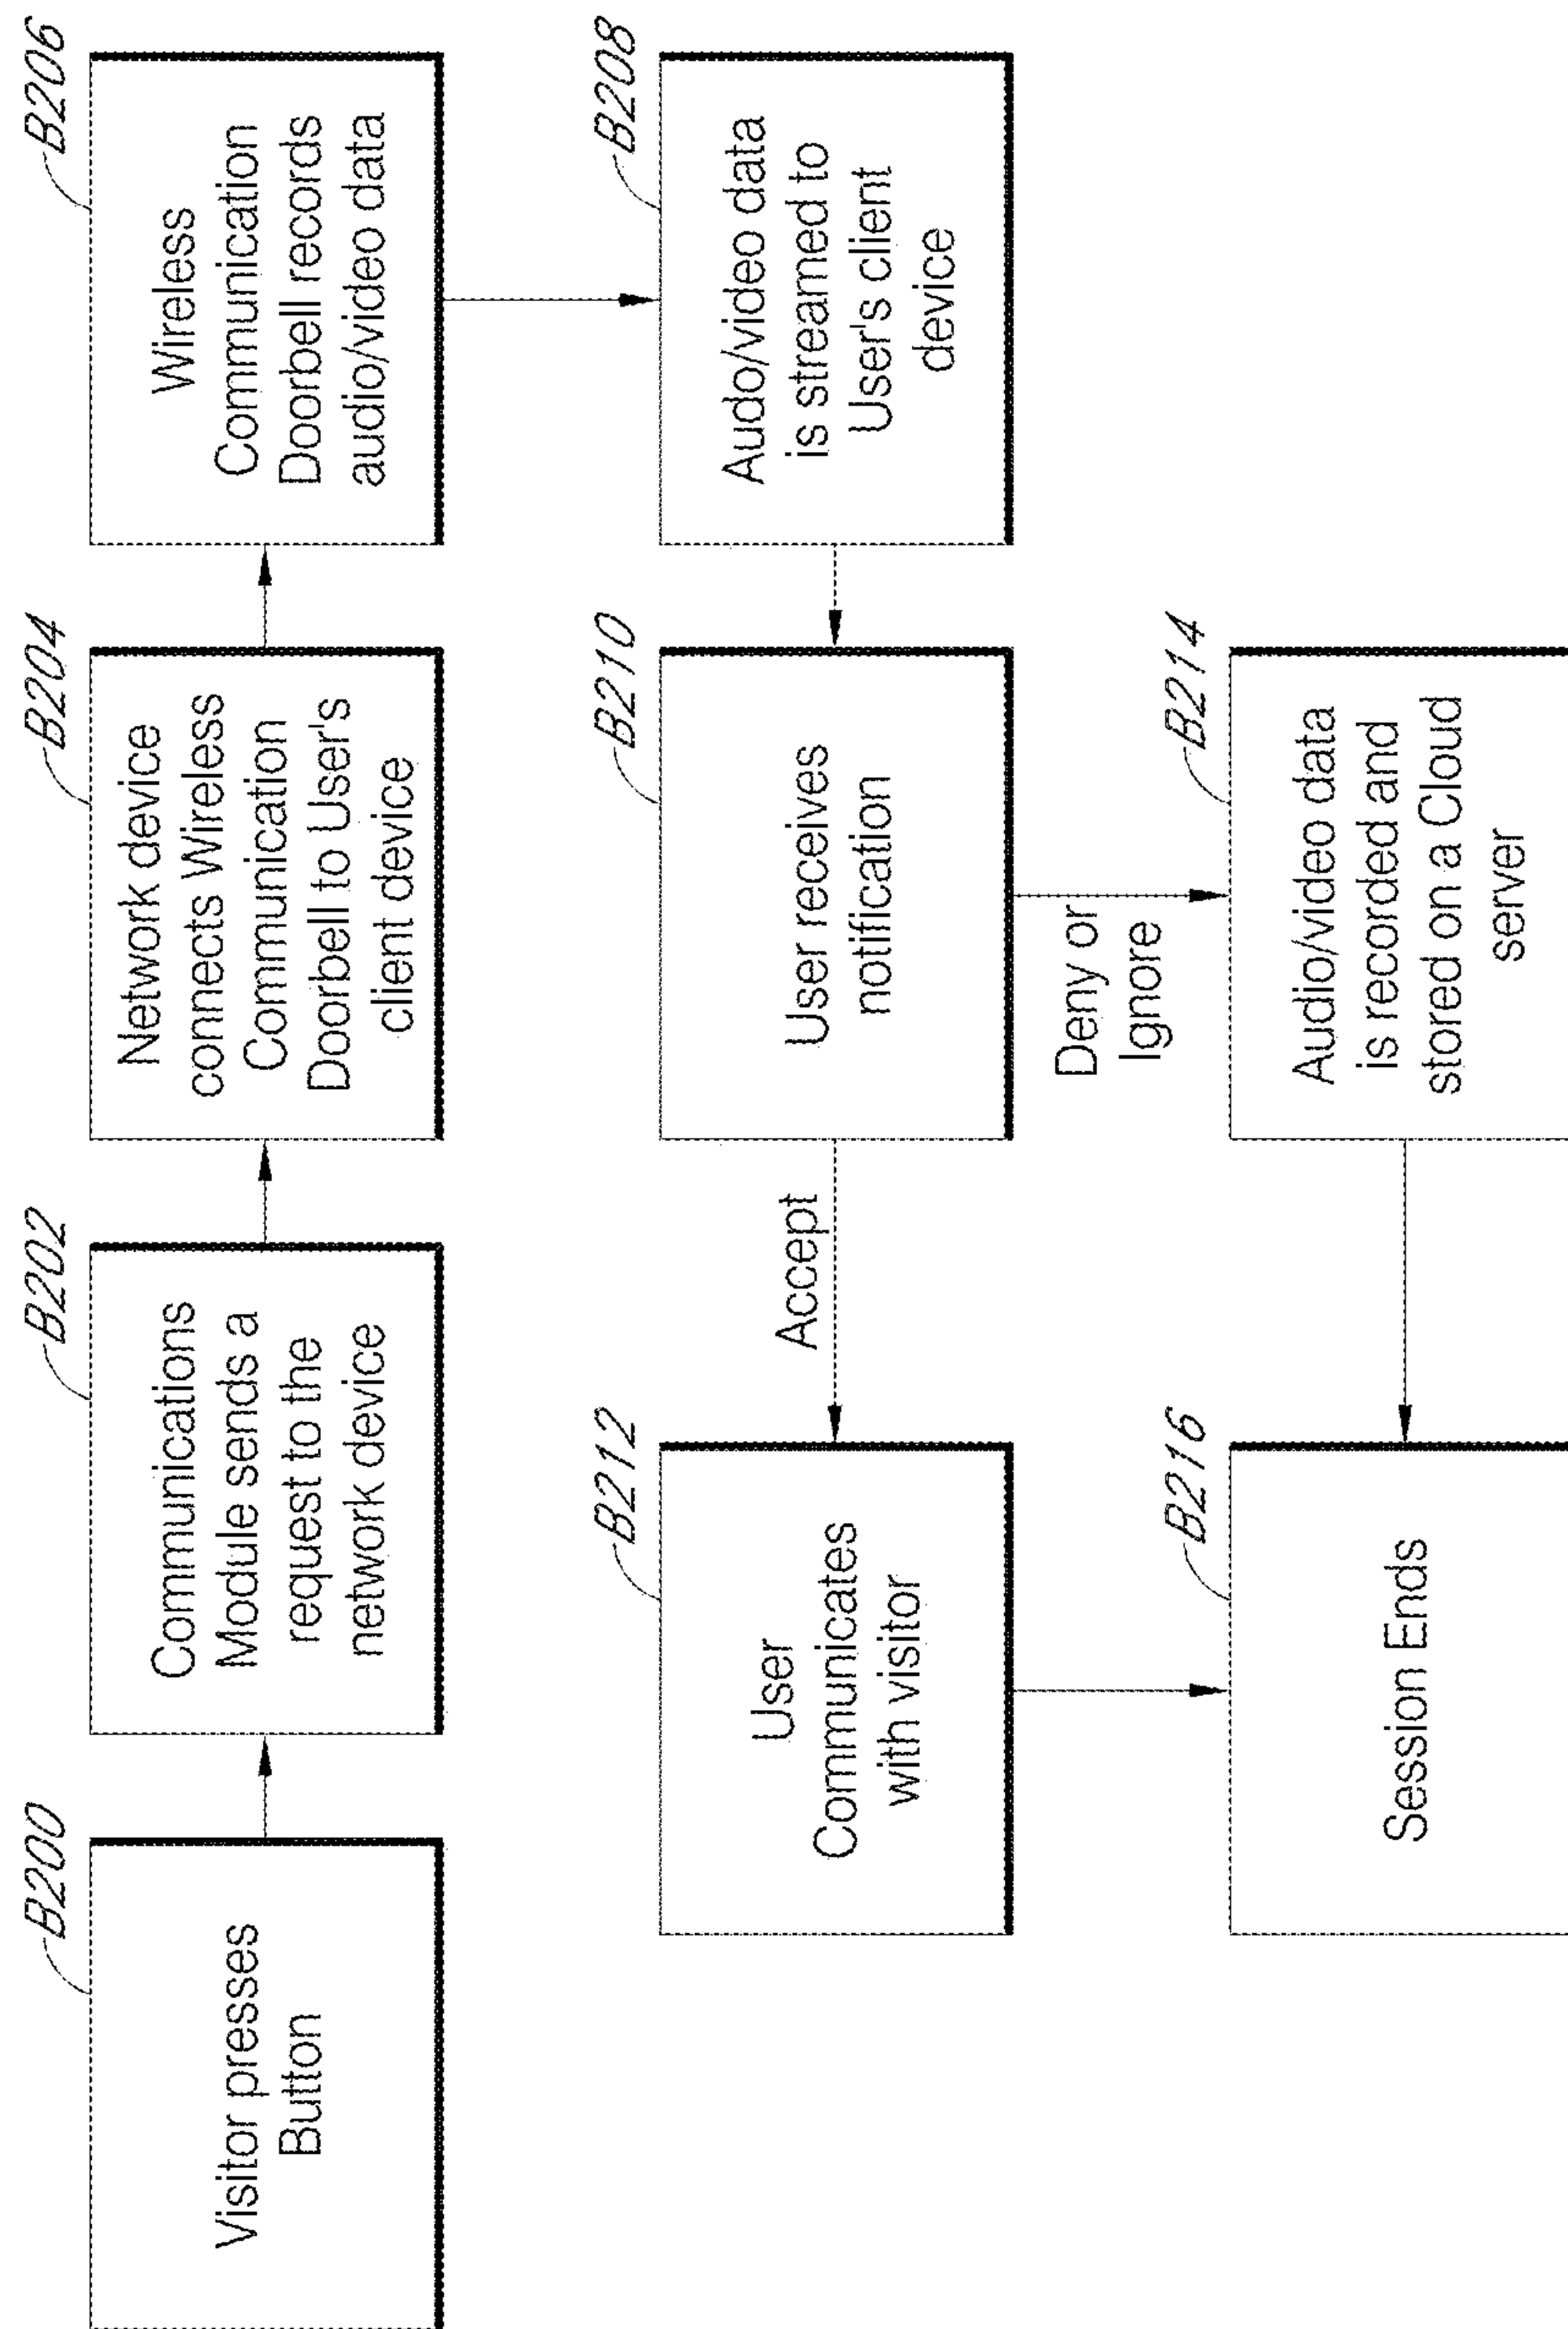 B200
Visitor presses
Button
B202
Communications
Module sends a
request to the
network device
B204
Network device
connects Wireless
Communication
Doorbell to User's
client device
B206
Wireless
Communication
Doorbell records
audio/video data
B208
Audo/video data
is streamed to
User's client
device
B210
User receives
notification
Accept
Deny or
Ignore
B212
User
Communicates
with visitor
B214
Audio/video data
is recorded and
stored on a Cloud
server
B216
Session Ends